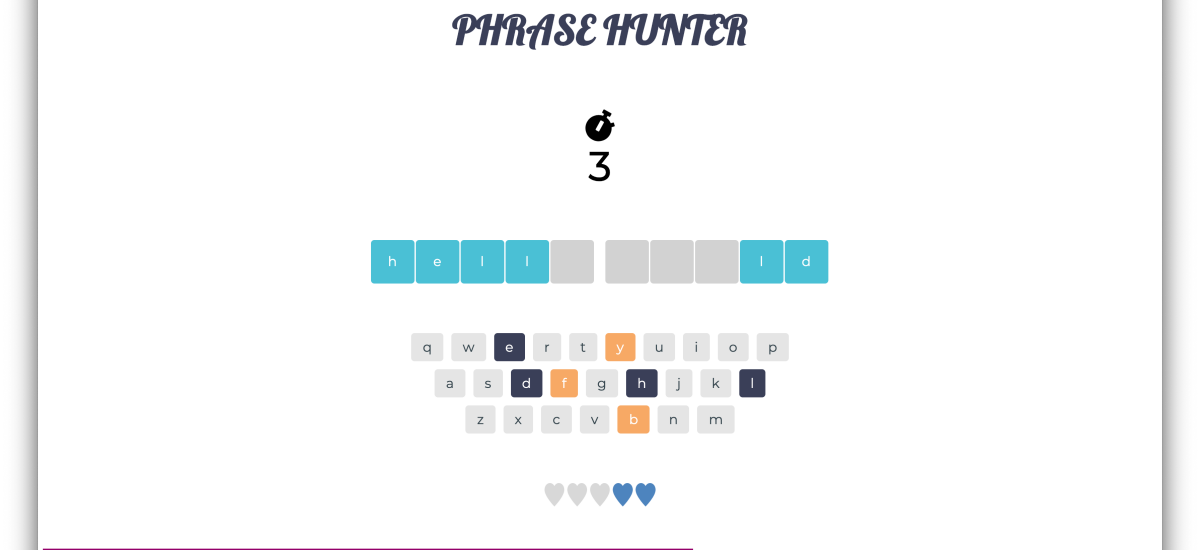 PHRASE HUNTER
3
h e l l l d
q w e r t y u i o p
a s d f g h j k l
z x c v b n m